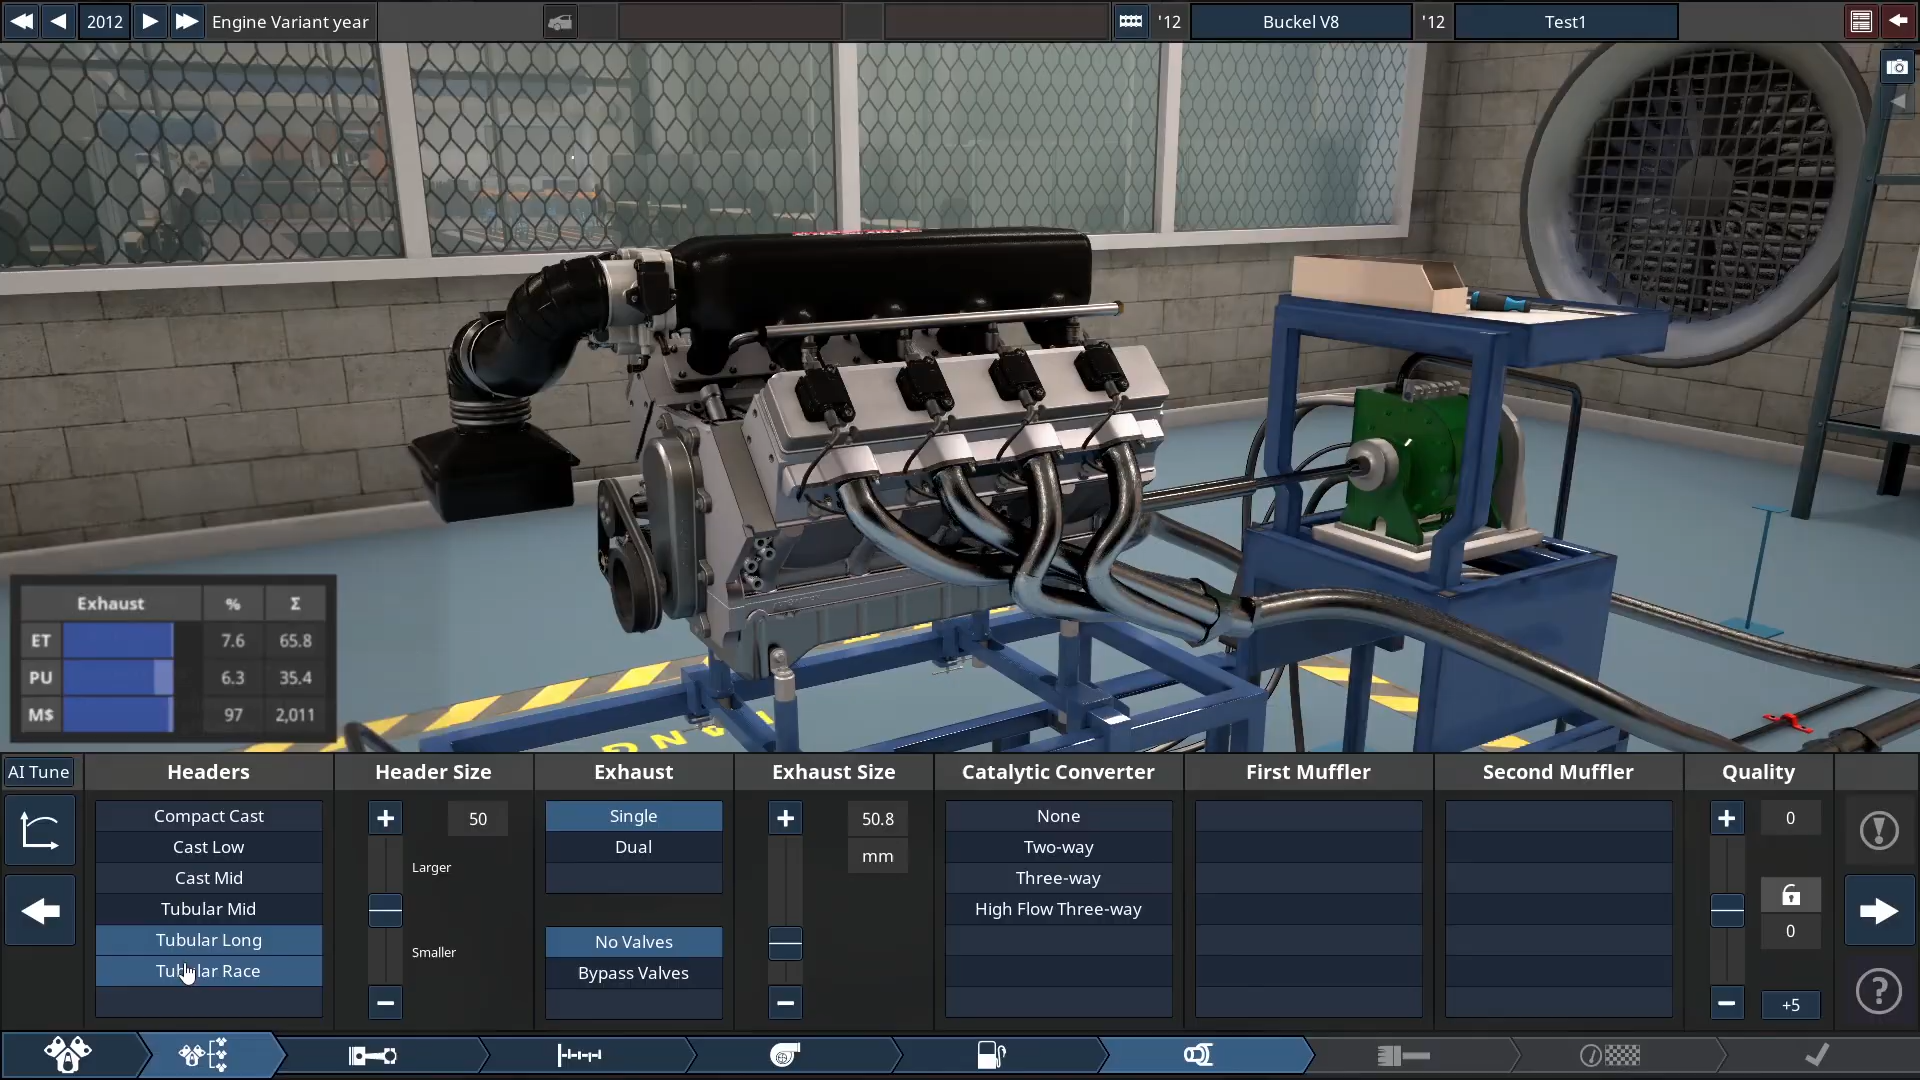 2012 Engine Variant year '12 Buckel V8 '12 Test1
Exhaust % Σ
ET 7.6 65.8
PU 6.3 35.4
M$ 97 2,011
AI Tune
Headers
Compact Cast
Cast Low
Cast Mid
Tubular Mid
Tubular Long
Tubular Race
Header Size
+ 50
Larger
Smaller
−
Exhaust
Single
Dual
No Valves
Bypass Valves
Exhaust Size
+ 50.8
mm
−
Catalytic Converter
None
Two-way
Three-way
High Flow Three-way
First Muffler
Second Muffler
Quality
+ 0
0
− +5
!
?